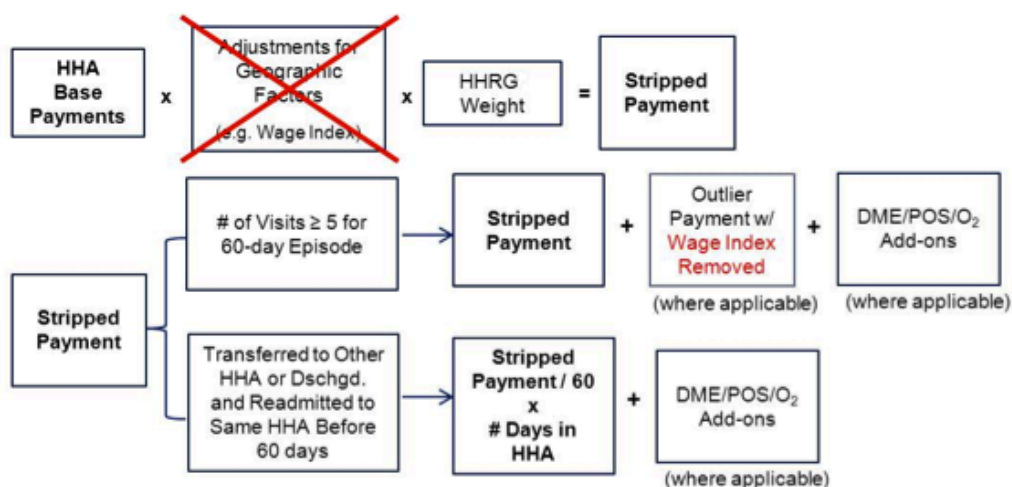 HHA
Base
Payments
x
Adjustments for
Geographic
Factors
(e.g. Wage Index)
x
HHRG
Weight
=
Stripped
Payment
Stripped
Payment
# of Visits ≥ 5 for
60-day Episode
Stripped
Payment
+
Outlier
Payment w/
Wage Index
Removed
(where applicable)
+
DME/POS/O₂
Add-ons
(where applicable)
Transferred to Other
HHA or Dschgd.
and Readmitted to
Same HHA Before
60 days
Stripped
Payment / 60
x
# Days in
HHA
+
DME/POS/O₂
Add-ons
(where applicable)